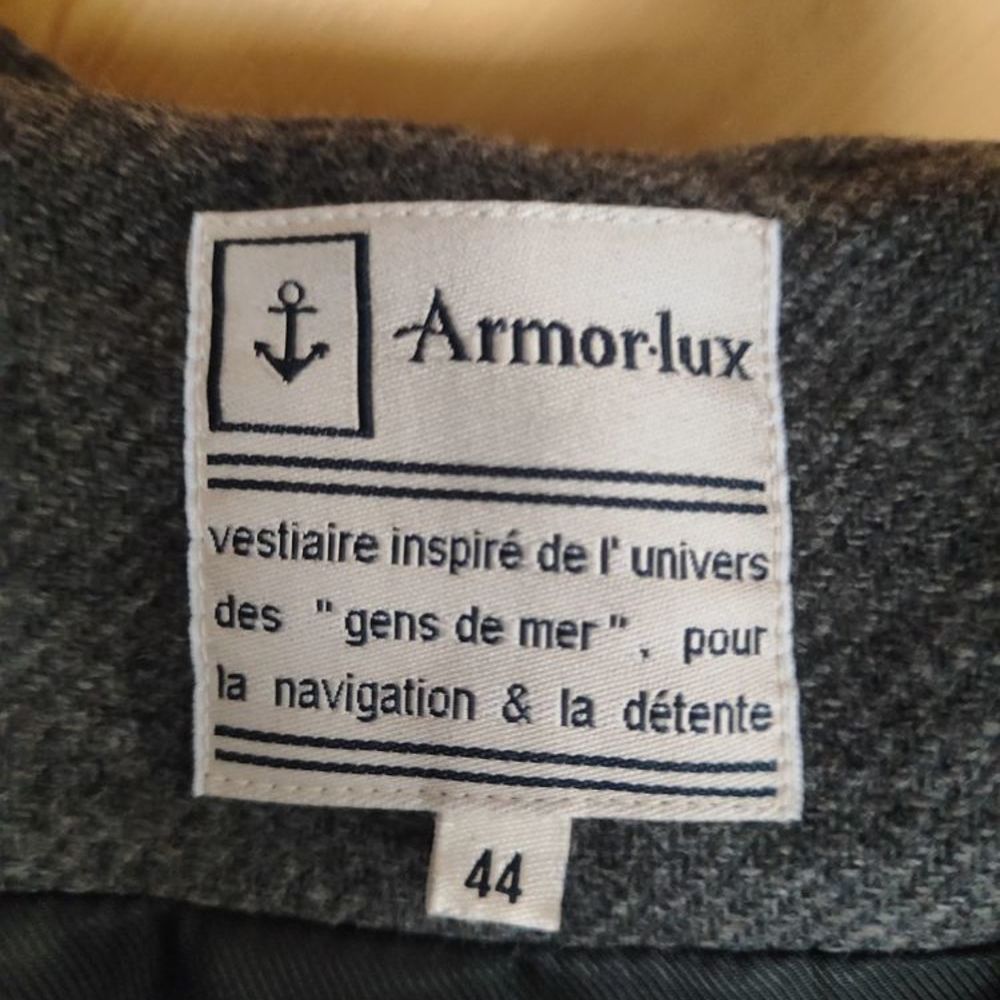 Armor·lux
vestiaire inspiré de l' univers
des "gens de mer", pour
la navigation & la détente
44